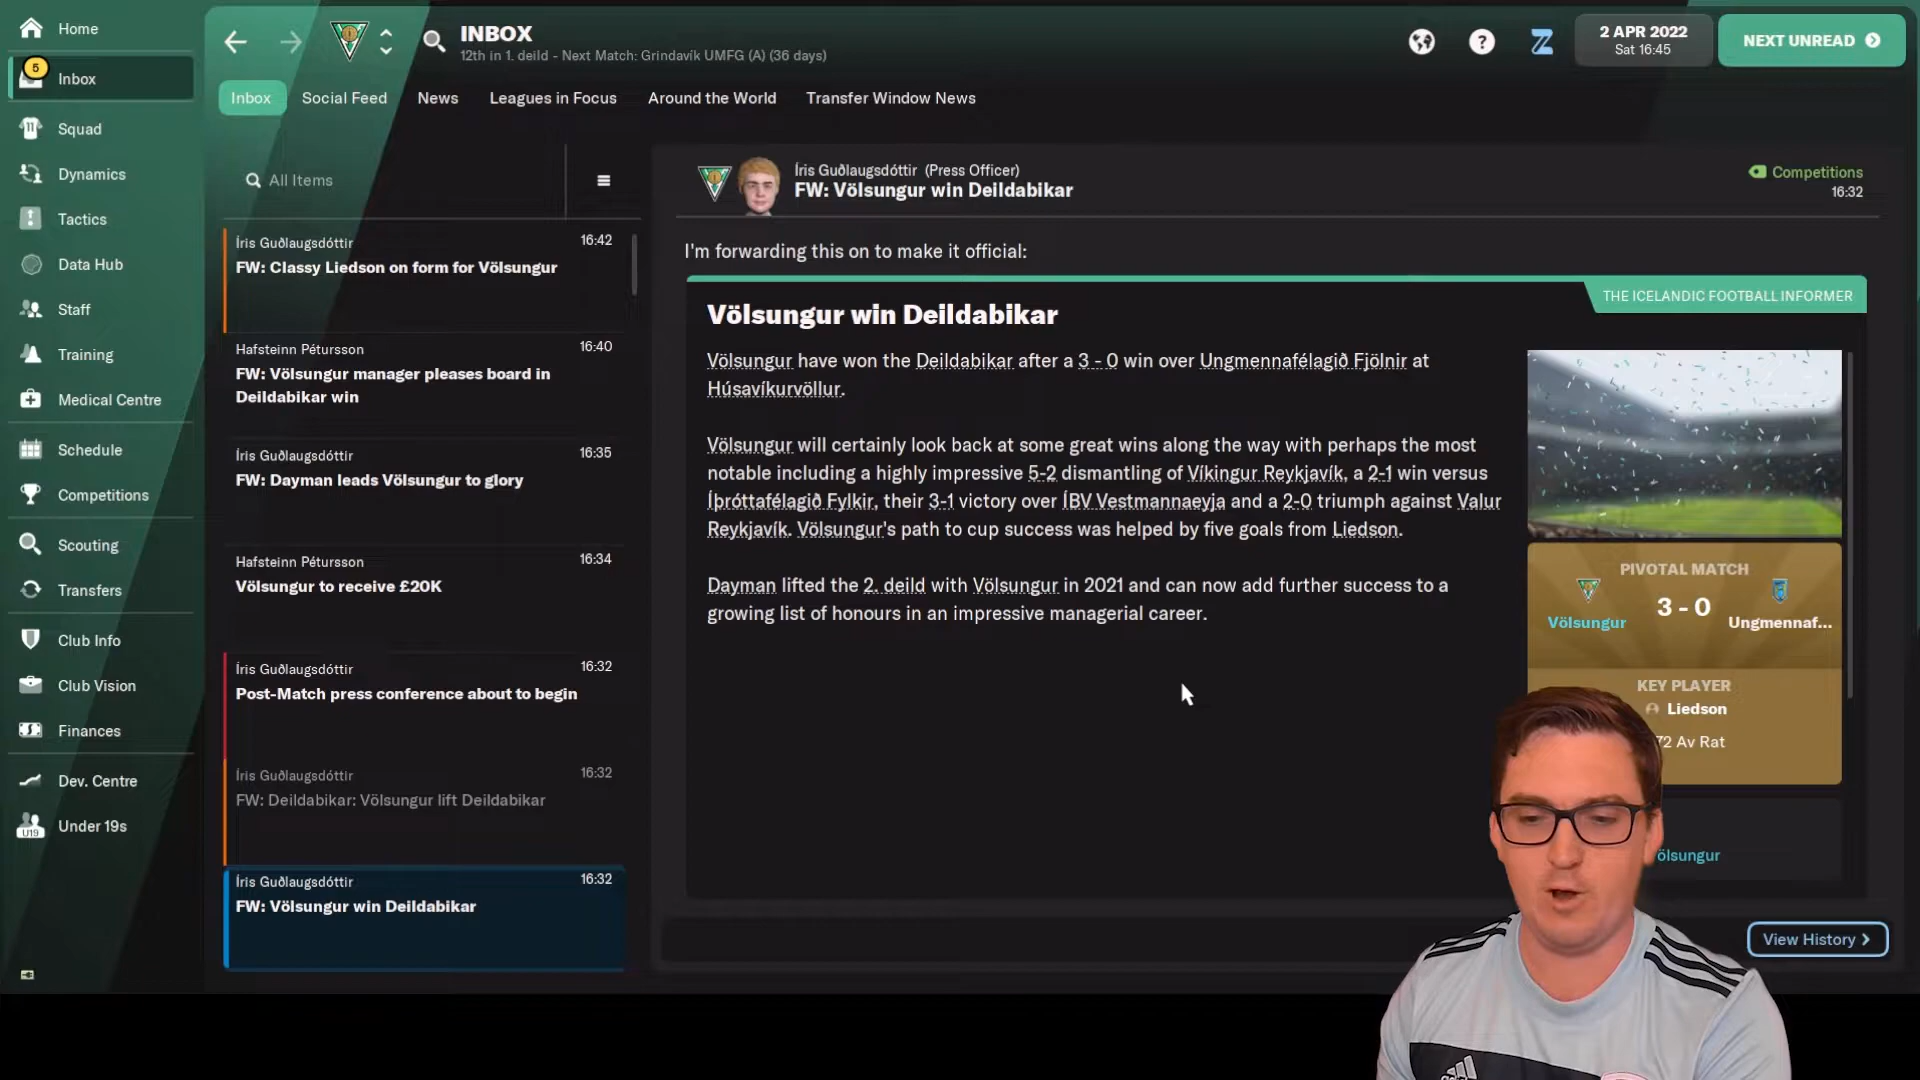 Home
5
Inbox
Squad
Dynamics
Tactics
Data Hub
Staff
Training
Medical Centre
Schedule
Competitions
Scouting
Transfers
Club Info
Club Vision
Finances
Dev. Centre
U19
Under 19s
INBOX
12th in 1. deild - Next Match: Grindavík UMFG (A) (36 days)
?
2 APR 2022
Sat 16:45
NEXT UNREAD
Inbox
Social Feed
News
Leagues in Focus
Around the World
Transfer Window News
All Items
Íris Guðlaugsdóttir 16:42
FW: Classy Liedson on form for Völsungur
Hafsteinn Pétursson 16:40
FW: Völsungur manager pleases board in
Deildabikar win
Íris Guðlaugsdóttir 16:35
FW: Dayman leads Völsungur to glory
Hafsteinn Pétursson 16:34
Völsungur to receive £20K
Íris Guðlaugsdóttir 16:32
Post-Match press conference about to begin
Íris Guðlaugsdóttir 16:32
FW: Deildabikar: Völsungur lift Deildabikar
Íris Guðlaugsdóttir 16:32
FW: Völsungur win Deildabikar
Íris Guðlaugsdóttir (Press Officer)
FW: Völsungur win Deildabikar
Competitions
16:32
I'm forwarding this on to make it official:
THE ICELANDIC FOOTBALL INFORMER
Völsungur win Deildabikar
Völsungur have won the Deildabikar after a 3 - 0 win over Ungmennafélagið Fjölnir at
Húsavíkurvöllur.
Völsungur will certainly look back at some great wins along the way with perhaps the most
notable including a highly impressive 5-2 dismantling of Víkingur Reykjavík, a 2-1 win versus
Íþróttafélagið Fylkir, their 3-1 victory over ÍBV Vestmannaeyja and a 2-0 triumph against Valur
Reykjavík. Völsungur's path to cup success was helped by five goals from Liedson.
Dayman lifted the 2. deild with Völsungur in 2021 and can now add further success to a
growing list of honours in an impressive managerial career.
PIVOTAL MATCH
3 - 0
Völsungur
Ungmennaf...
KEY PLAYER
Liedson
72 Av Rat
ölsungur
View History
adidas